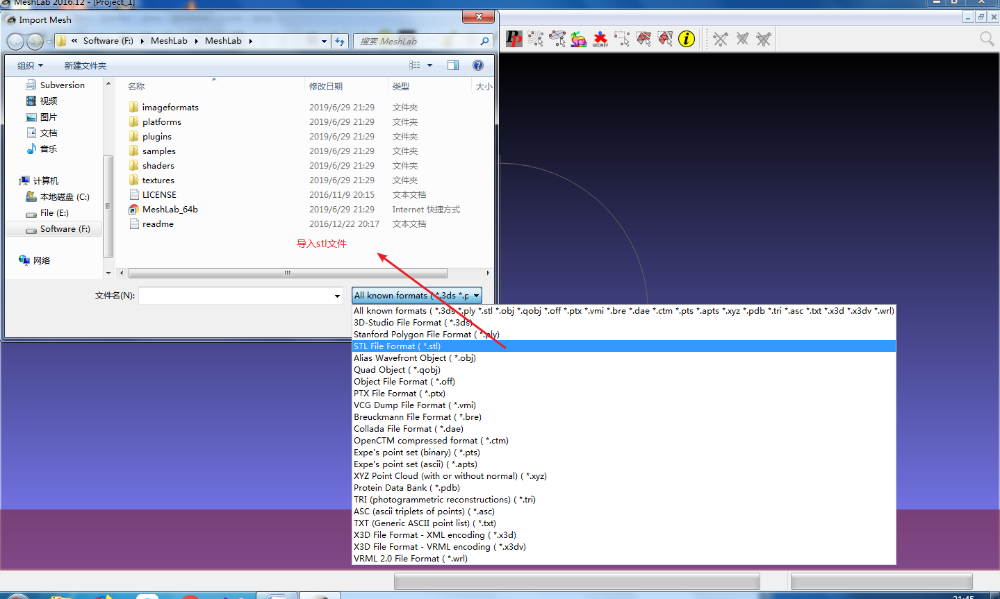 MeshLab 2016.12 - [Project_1]
Import Mesh
« Software (F:) MeshLab MeshLab
搜索 MeshLab
组织 新建文件夹
Subversion
视频
图片
文档
音乐
计算机
本地磁盘 (C:)
File (E:)
Software (F:)
网络
名称 修改日期 类型 大小
imageformats 2019/6/29 21:29 文件夹
platforms 2019/6/29 21:29 文件夹
plugins 2019/6/29 21:29 文件夹
samples 2019/6/29 21:29 文件夹
shaders 2019/6/29 21:29 文件夹
textures 2019/6/29 21:29 文件夹
LICENSE 2016/11/9 20:15 文本文档
MeshLab_64b 2019/6/29 21:29 Internet 快捷方式
readme 2016/12/22 20:17 文本文档
导入stl文件
文件名(N):
All known formats ( *.3ds *.p
All known formats ( *.3ds *.ply *.stl *.obj *.qobj *.off *.ptx *.vmi *.bre *.dae *.ctm *.pts *.apts *.xyz *.pdb *.tri *.asc *.txt *.x3d *.x3dv *.wrl)
3D-Studio File Format ( *.3ds)
Stanford Polygon File Format ( *.ply)
STL File Format ( *.stl)
Alias Wavefront Object ( *.obj)
Quad Object ( *.qobj)
Object File Format ( *.off)
PTX File Format ( *.ptx)
VCG Dump File Format ( *.vmi)
Breuckmann File Format ( *.bre)
Collada File Format ( *.dae)
OpenCTM compressed format ( *.ctm)
Expe's point set (binary) ( *.pts)
Expe's point set (ascii) ( *.apts)
XYZ Point Cloud (with or without normal) ( *.xyz)
Protein Data Bank ( *.pdb)
TRI (photogrammetric reconstructions) ( *.tri)
ASC (ascii triplets of points) ( *.asc)
TXT (Generic ASCII point list) ( *.txt)
X3D File Format - XML encoding ( *.x3d)
X3D File Format - VRML encoding ( *.x3dv)
VRML 2.0 File Format ( *.wrl)
PP
GEOREF
i
21:45